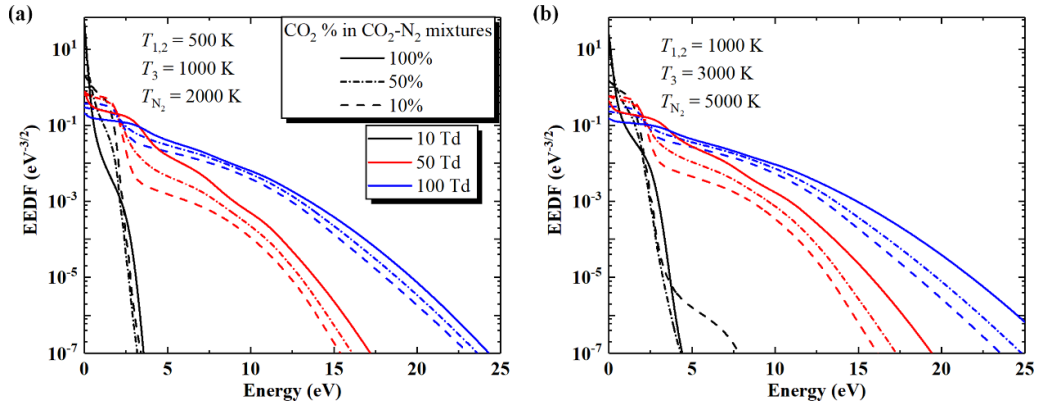 (a)
T1,2 = 500 K
T3 = 1000 K
TN2 = 2000 K
CO2 % in CO2-N2 mixtures
100%
50%
10%
10 Td
50 Td
100 Td
10^1
10^-1
10^-3
10^-5
10^-7
EEDF (eV^-3/2)
0 5 10 15 20 25
Energy (eV)
(b)
T1,2 = 1000 K
T3 = 3000 K
TN2 = 5000 K
10^1
10^-1
10^-3
10^-5
10^-7
EEDF (eV^-3/2)
0 5 10 15 20 25
Energy (eV)